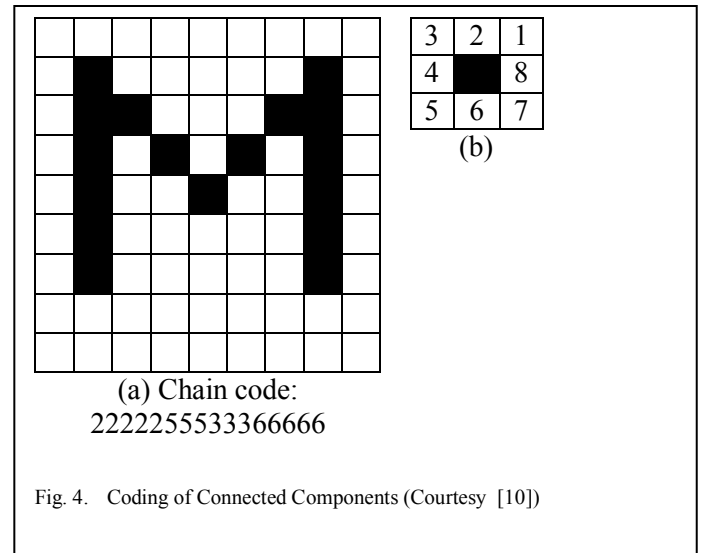 3 2 1
4 8
5 6 7
(b)
(a) Chain code:
2222255533366666
Fig. 4. Coding of Connected Components (Courtesy [10])